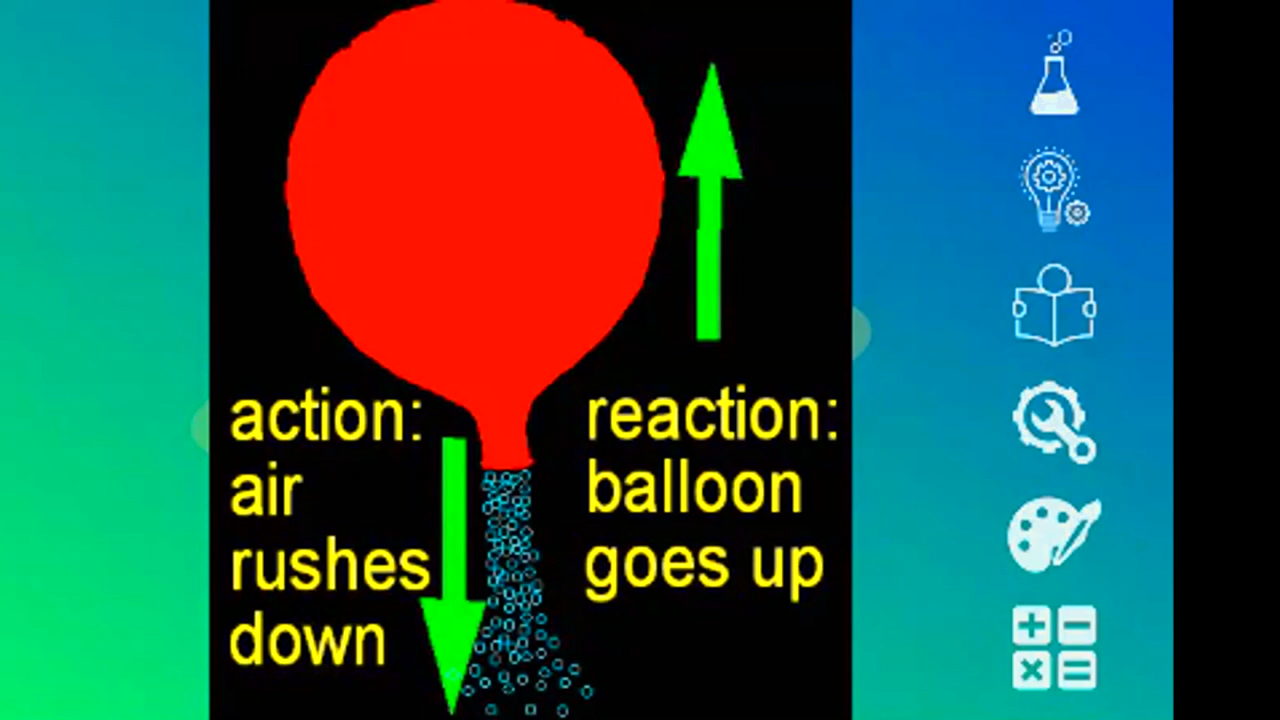 action:
air
rushes
down
reaction:
balloon
goes up